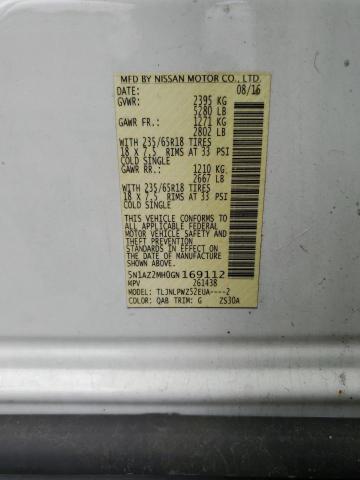 MFD BY NISSAN MOTOR CO., LTD.
DATE: 08/16
GVWR: 2395 KG
5280 LB
GAWR FR.: 1271 KG
2802 LB
WITH 235/65R18 TIRES
18 X 7.5 RIMS AT 33 PSI
COLD SINGLE
GAWR RR.: 1210 KG.
2667 LB
WITH 235/65R18 TIRES
18 X 7.5 RIMS AT 33 PSI
COLD SINGLE
THIS VEHICLE CONFORMS TO
ALL APPLICABLE FEDERAL
MOTOR VEHICLE SAFETY AND
THEFT PREVENTION
STANDARDS IN EFFECT ON
THE DATE OF MANUFACTURE
SHOWN ABOVE.
5N1AZ2MH0GN169112
MPV 261438
MODEL: TLJNLPWZ52EUA----2
COLOR: QAB TRIM: G ZS30A